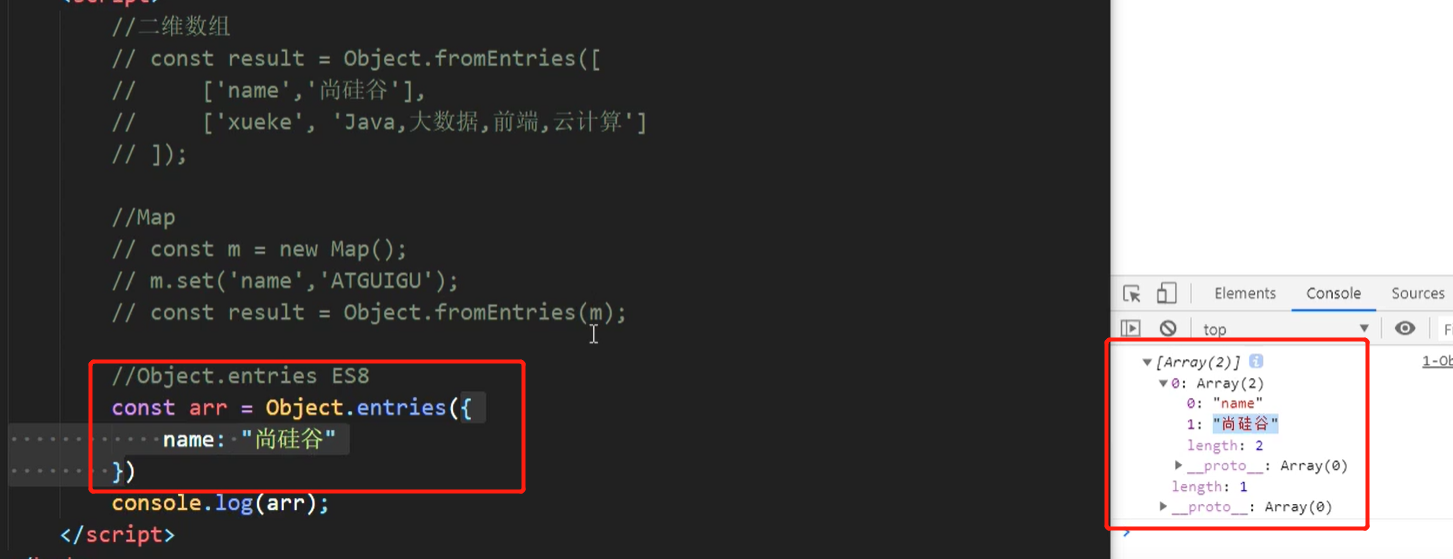 <script>
//二维数组
// const result = Object.fromEntries([
//     ['name','尚硅谷'],
//     ['xueke', 'Java,大数据,前端,云计算']
// ]);
//Map
// const m = new Map();
// m.set('name','ATGUIGU');
// const result = Object.fromEntries(m);
//Object.entries ES8
const arr = Object.entries({
    name: "尚硅谷"
})
console.log(arr);
</script>
Elements Console Sources
top
[Array(2)] 1-Ob
0: Array(2)
0: "name"
1: "尚硅谷"
length: 2
__proto__: Array(0)
length: 1
__proto__: Array(0)